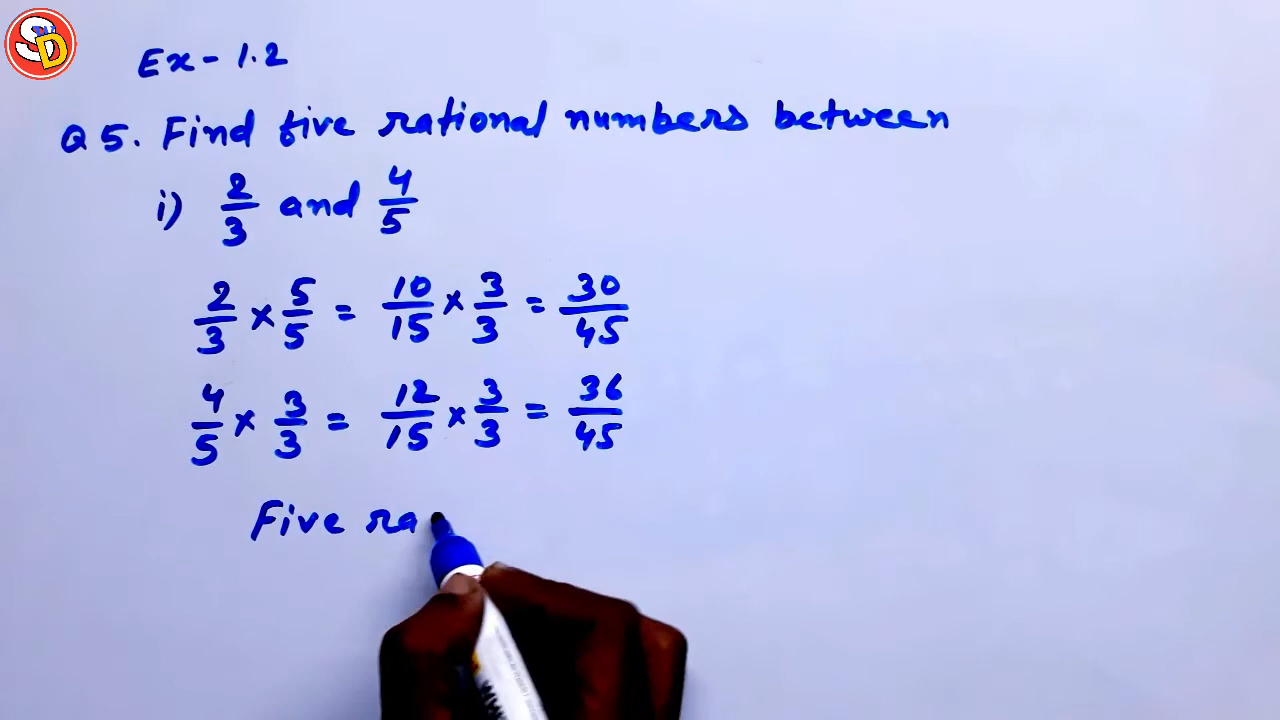 SD
Ex - 1.2
Q 5. Find five rational numbers between
i) 2/3 and 4/5
2/3 × 5/5 = 10/15 × 3/3 = 30/45
4/5 × 3/3 = 12/15 × 3/3 = 36/45
Five ra